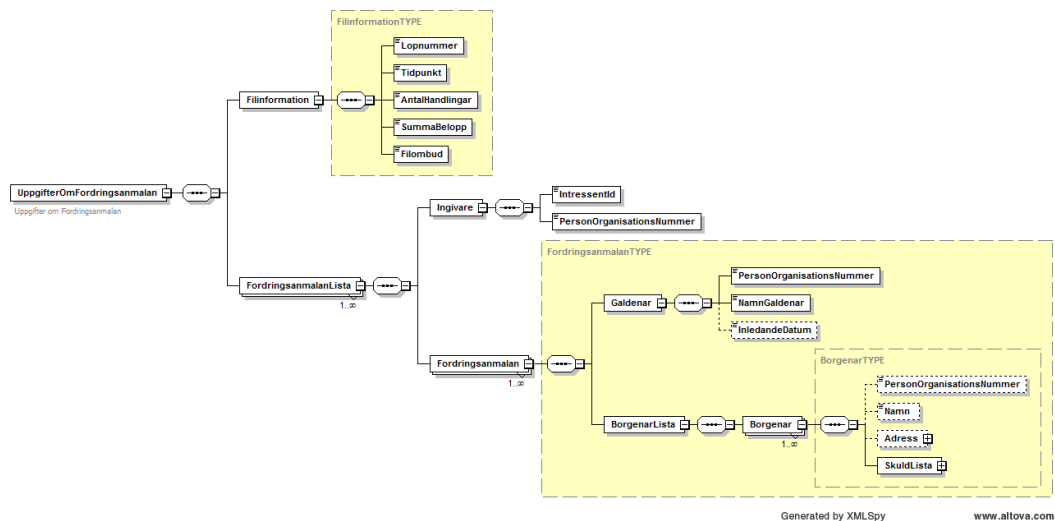 FilinformationTYPE
Lopnummer
Tidpunkt
Filinformation
AntalHandlingar
SummaBelopp
Filombud
UppgifterOmFordringsanmalan
Uppgifter om Fordringsanmalan
IntressentId
Ingivare
PersonOrganisationsNummer
FordringsanmalanTYPE
PersonOrganisationsNummer
FordringsanmalanLista
1..∞
Galdenar
NamnGaldenar
InledandeDatum
Fordringsanmalan
1..∞
BorgenarTYPE
PersonOrganisationsNummer
Namn
BorgenarLista
Borgenar
1..∞
Adress
SkuldLista
Generated by XMLSpy
www.altova.com